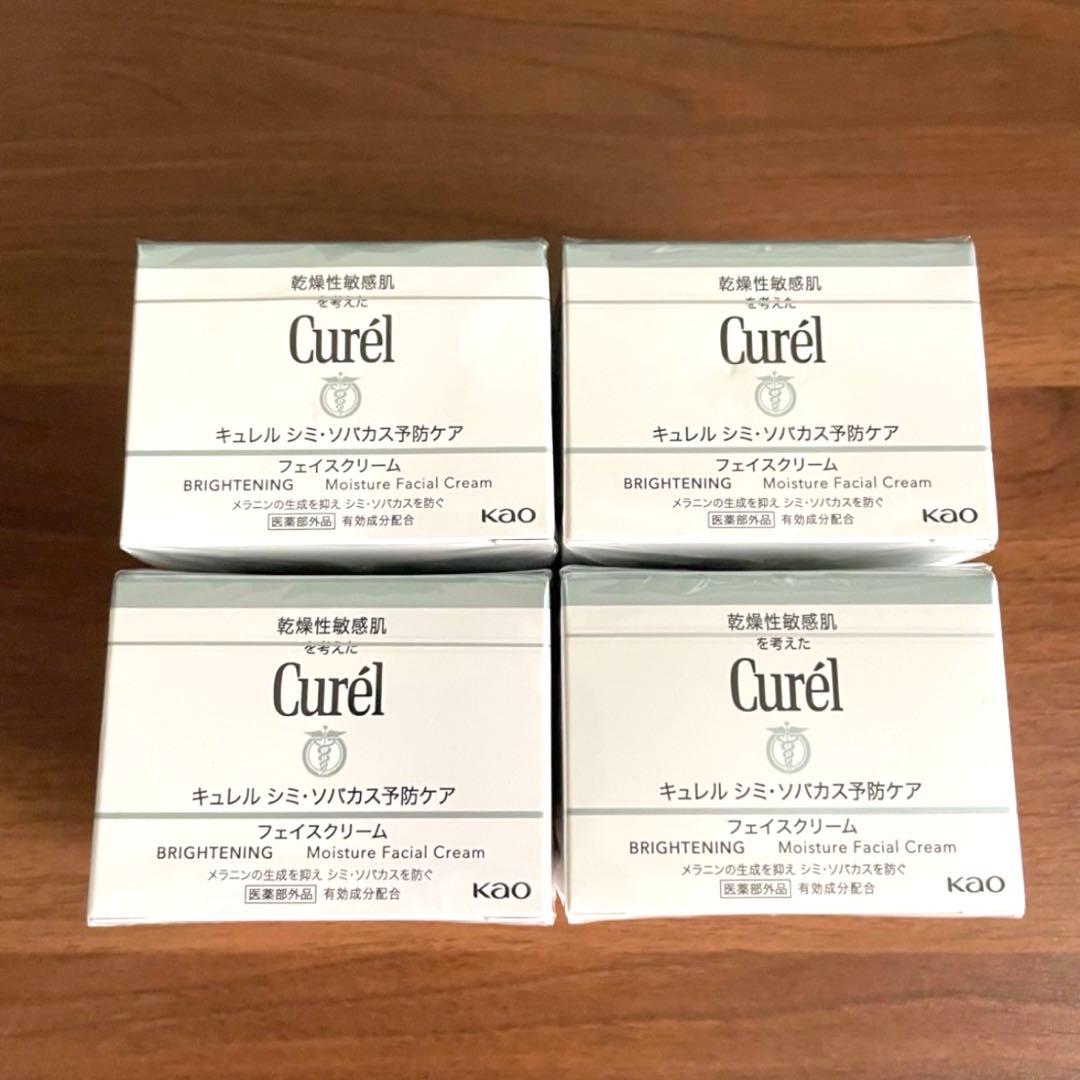 乾燥性敏感肌
を考えた
Curél
キュレル シミ・ソバカス予防ケア
フェイスクリーム
BRIGHTENING Moisture Facial Cream
メラニンの生成を抑え シミ・ソバカスを防ぐ
医薬部外品 有効成分配合
Kao
乾燥性敏感肌
を考えた
Curél
キュレル シミ・ソバカス予防ケア
フェイスクリーム
BRIGHTENING Moisture Facial Cream
メラニンの生成を抑え シミ・ソバカスを防ぐ
医薬部外品 有効成分配合
Kao
乾燥性敏感肌
を考えた
Curél
キュレル シミ・ソバカス予防ケア
フェイスクリーム
BRIGHTENING Moisture Facial Cream
メラニンの生成を抑え シミ・ソバカスを防ぐ
医薬部外品 有効成分配合
Kao
乾燥性敏感肌
を考えた
Curél
キュレル シミ・ソバカス予防ケア
フェイスクリーム
BRIGHTENING Moisture Facial Cream
メラニンの生成を抑え シミ・ソバカスを防ぐ
医薬部外品 有効成分配合
Kao